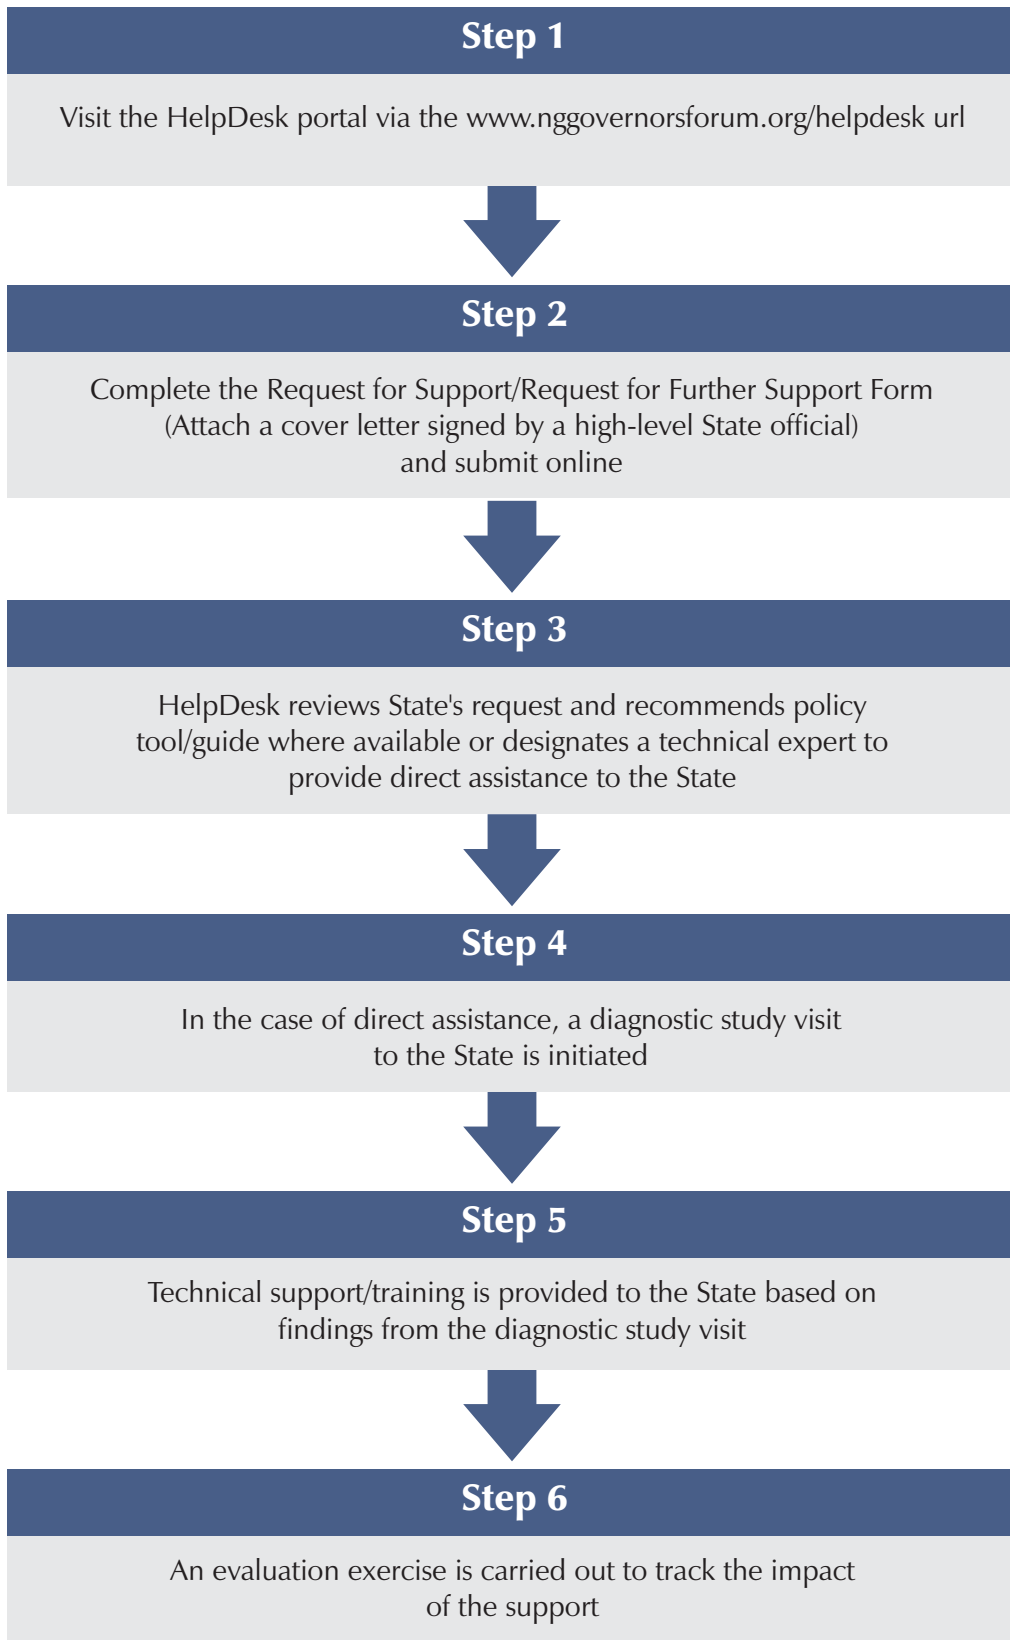 Step 1
Visit the HelpDesk portal via the www.nggovernorsforum.org/helpdesk url
Step 2
Complete the Request for Support/Request for Further Support Form
(Attach a cover letter signed by a high-level State official)
and submit online
Step 3
HelpDesk reviews State's request and recommends policy
tool/guide where available or designates a technical expert to
provide direct assistance to the State
Step 4
In the case of direct assistance, a diagnostic study visit
to the State is initiated
Step 5
Technical support/training is provided to the State based on
findings from the diagnostic study visit
Step 6
An evaluation exercise is carried out to track the impact
of the support